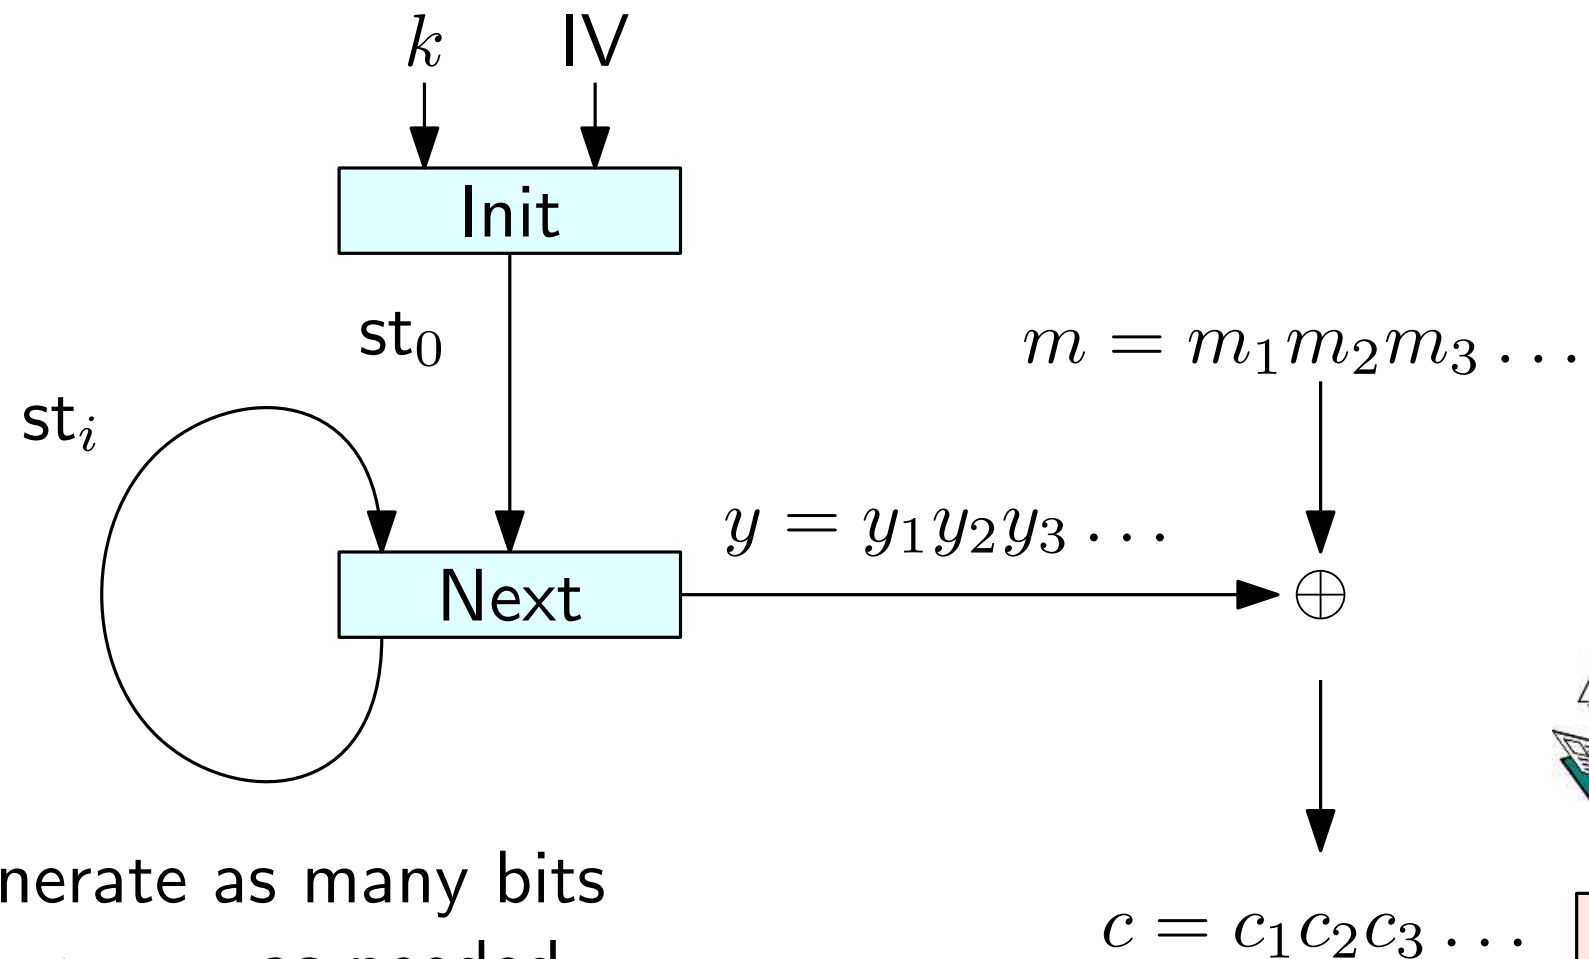 k IV
Init
st₀
m = m₁m₂m₃ …
stᵢ
y = y₁y₂y₃ …
Next
⊕
nerate as many bits
as needed
c = c₁c₂c₃ …